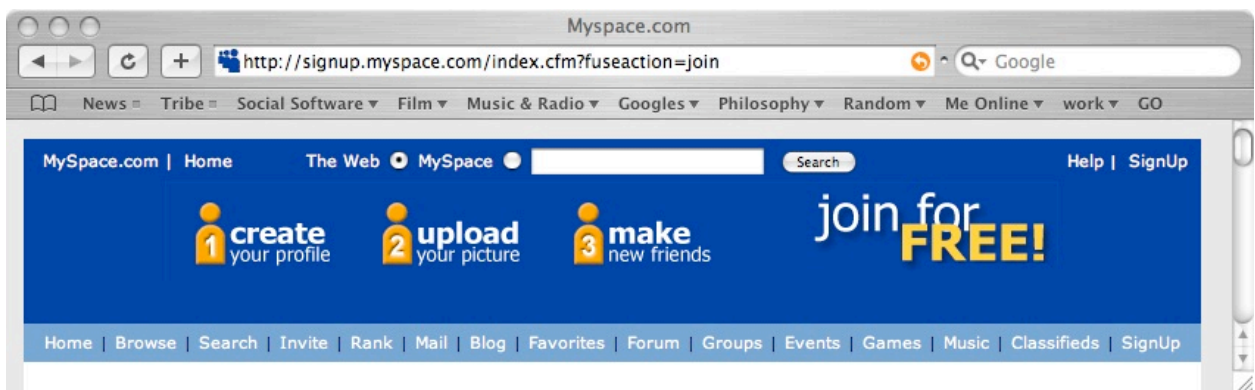 Myspace.com
http://signup.myspace.com/index.cfm?fuseaction=join Google
News Tribe Social Software Film Music & Radio Googles Philosophy Random Me Online work GO
MySpace.com | Home The Web MySpace Search Help | SignUp
1 create your profile
2 upload your picture
3 make new friends
join for FREE!
Home | Browse | Search | Invite | Rank | Mail | Blog | Favorites | Forum | Groups | Events | Games | Music | Classifieds | SignUp